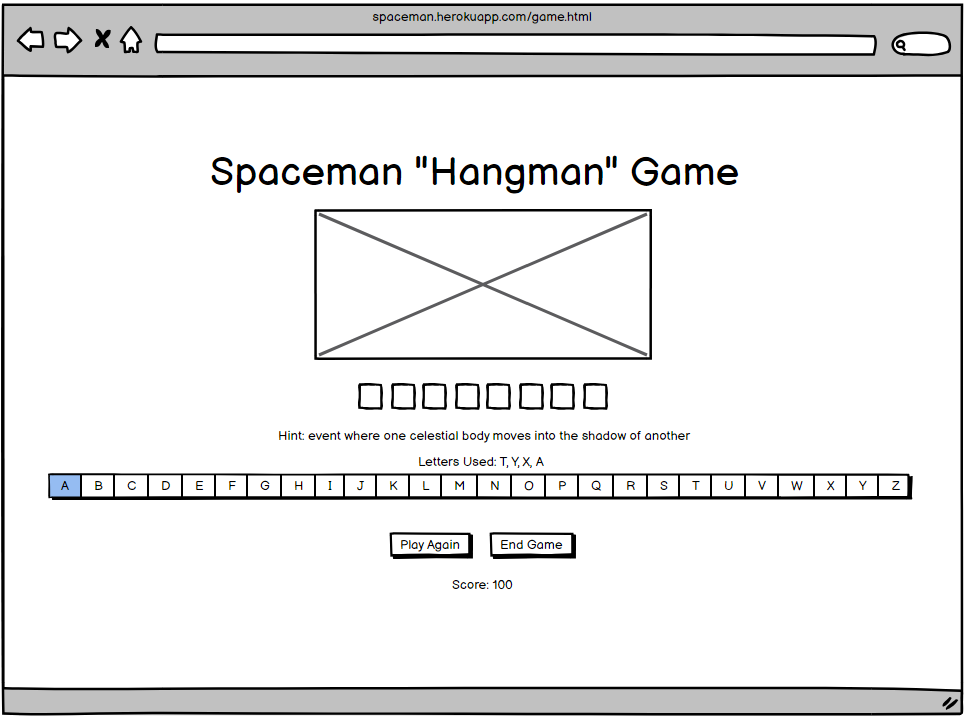 spaceman.herokuapp.com/game.html
Spaceman "Hangman" Game
Hint: event where one celestial body moves into the shadow of another
Letters Used: T, Y, X, A
A B C D E F G H I J K L M N O P Q R S T U V W X Y Z
Play Again End Game
Score: 100